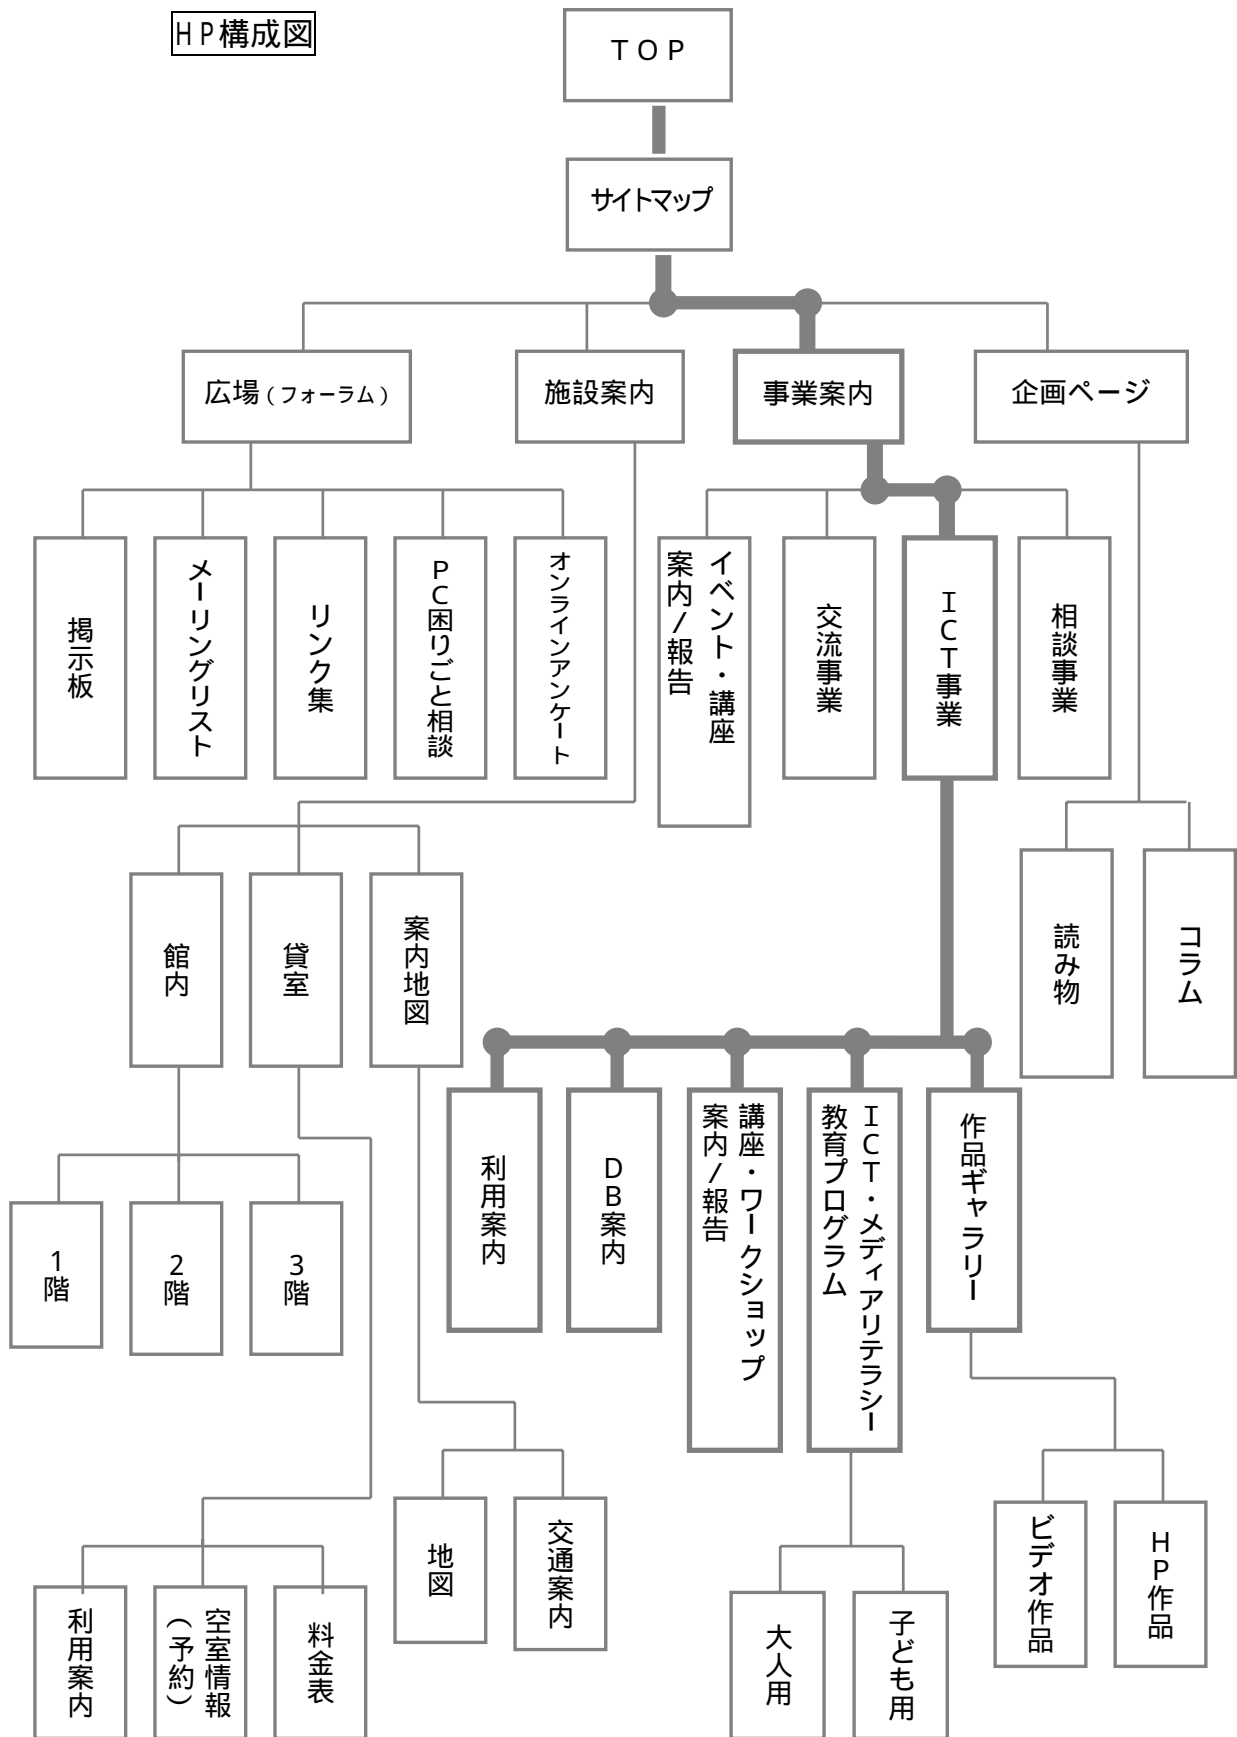 ＨＰ構成図
ＴＯＰ
サイトマップ
広場（フォーラム）
施設案内
事業案内
企画ページ
掲示板
メーリングリスト
リンク集
ＰＣ困りごと相談
オンラインアンケート
イベント・講座
案内/報告
交流事業
ＩＣＴ事業
相談事業
館内
貸室
案内地図
読み物
コラム
利用案内
ＤＢ案内
講座・ワークショップ
案内/報告
ＩＣＴ・メディアリテラシー
教育プログラム
作品ギャラリー
1階
2階
3階
地図
交通案内
ビデオ作品
ＨＰ作品
利用案内
空室情報
（予約）
料金表
大人用
子ども用